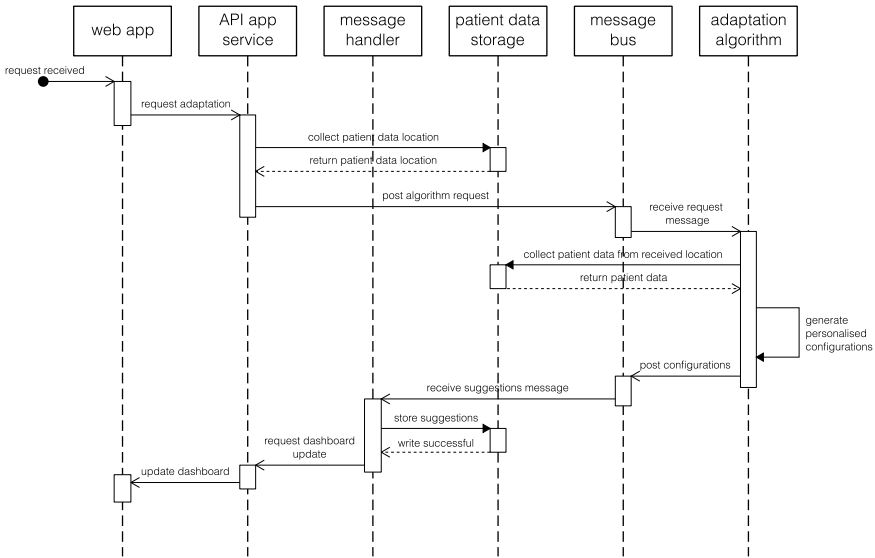 web app
API app
service
message
handler
patient data
storage
message
bus
adaptation
algorithm
request received
request adaptation
collect patient data location
return patient data location
post algorithm request
receive request
message
collect patient data from received location
return patient data
generate
personalised
configurations
post configurations
receive suggestions message
store suggestions
write successful
request dashboard
update
update dashboard